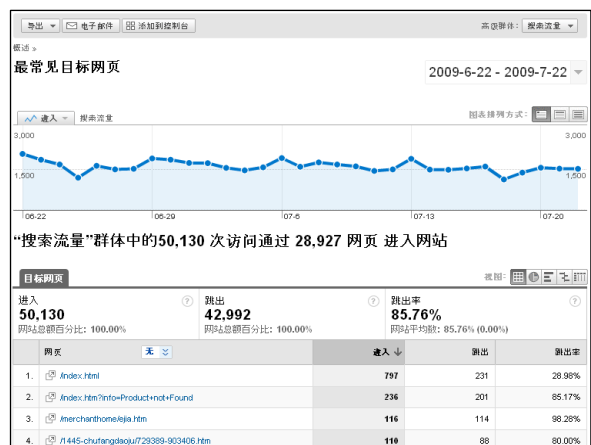 导出 电子邮件 添加到控制台 高级群体: 搜索流量
概述 »
最常见目标网页
2009-6-22 - 2009-7-22
进入 搜索流量 图表排列方式:
3,000 3,000
1,500 1,500
06-22 06-29 07-6 07-13 07-20
“搜索流量”群体中的50,130 次访问通过 28,927 网页 进入网站
目标网页 视图:
进入 跳出 跳出率
50,130 42,992 85.76%
网站总额百分比: 100.00% 网站总额百分比: 100.00% 网站平均数: 85.76% (0.00%)
网页 无 进入 ↓ 跳出 跳出率
1. /index.html 797 231 28.98%
2. /index.htm?info=Product+not+Found 236 201 85.17%
3. /merchanthome/ejia.htm 116 114 98.28%
4. /1445-chufangdaoju/729389-903406.htm 110 88 80.00%